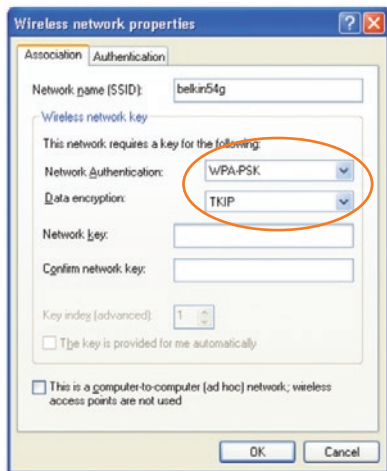 Wireless network properties
Association Authentication
Network name (SSID): belkin54g
Wireless network key
This network requires a key for the following:
Network Authentication: WPA-PSK
Data encryption: TKIP
Network key:
Confirm network key:
Key index (advanced): 1
The key is provided for me automatically
This is a computer-to-computer (ad hoc) network; wireless
access points are not used
OK Cancel